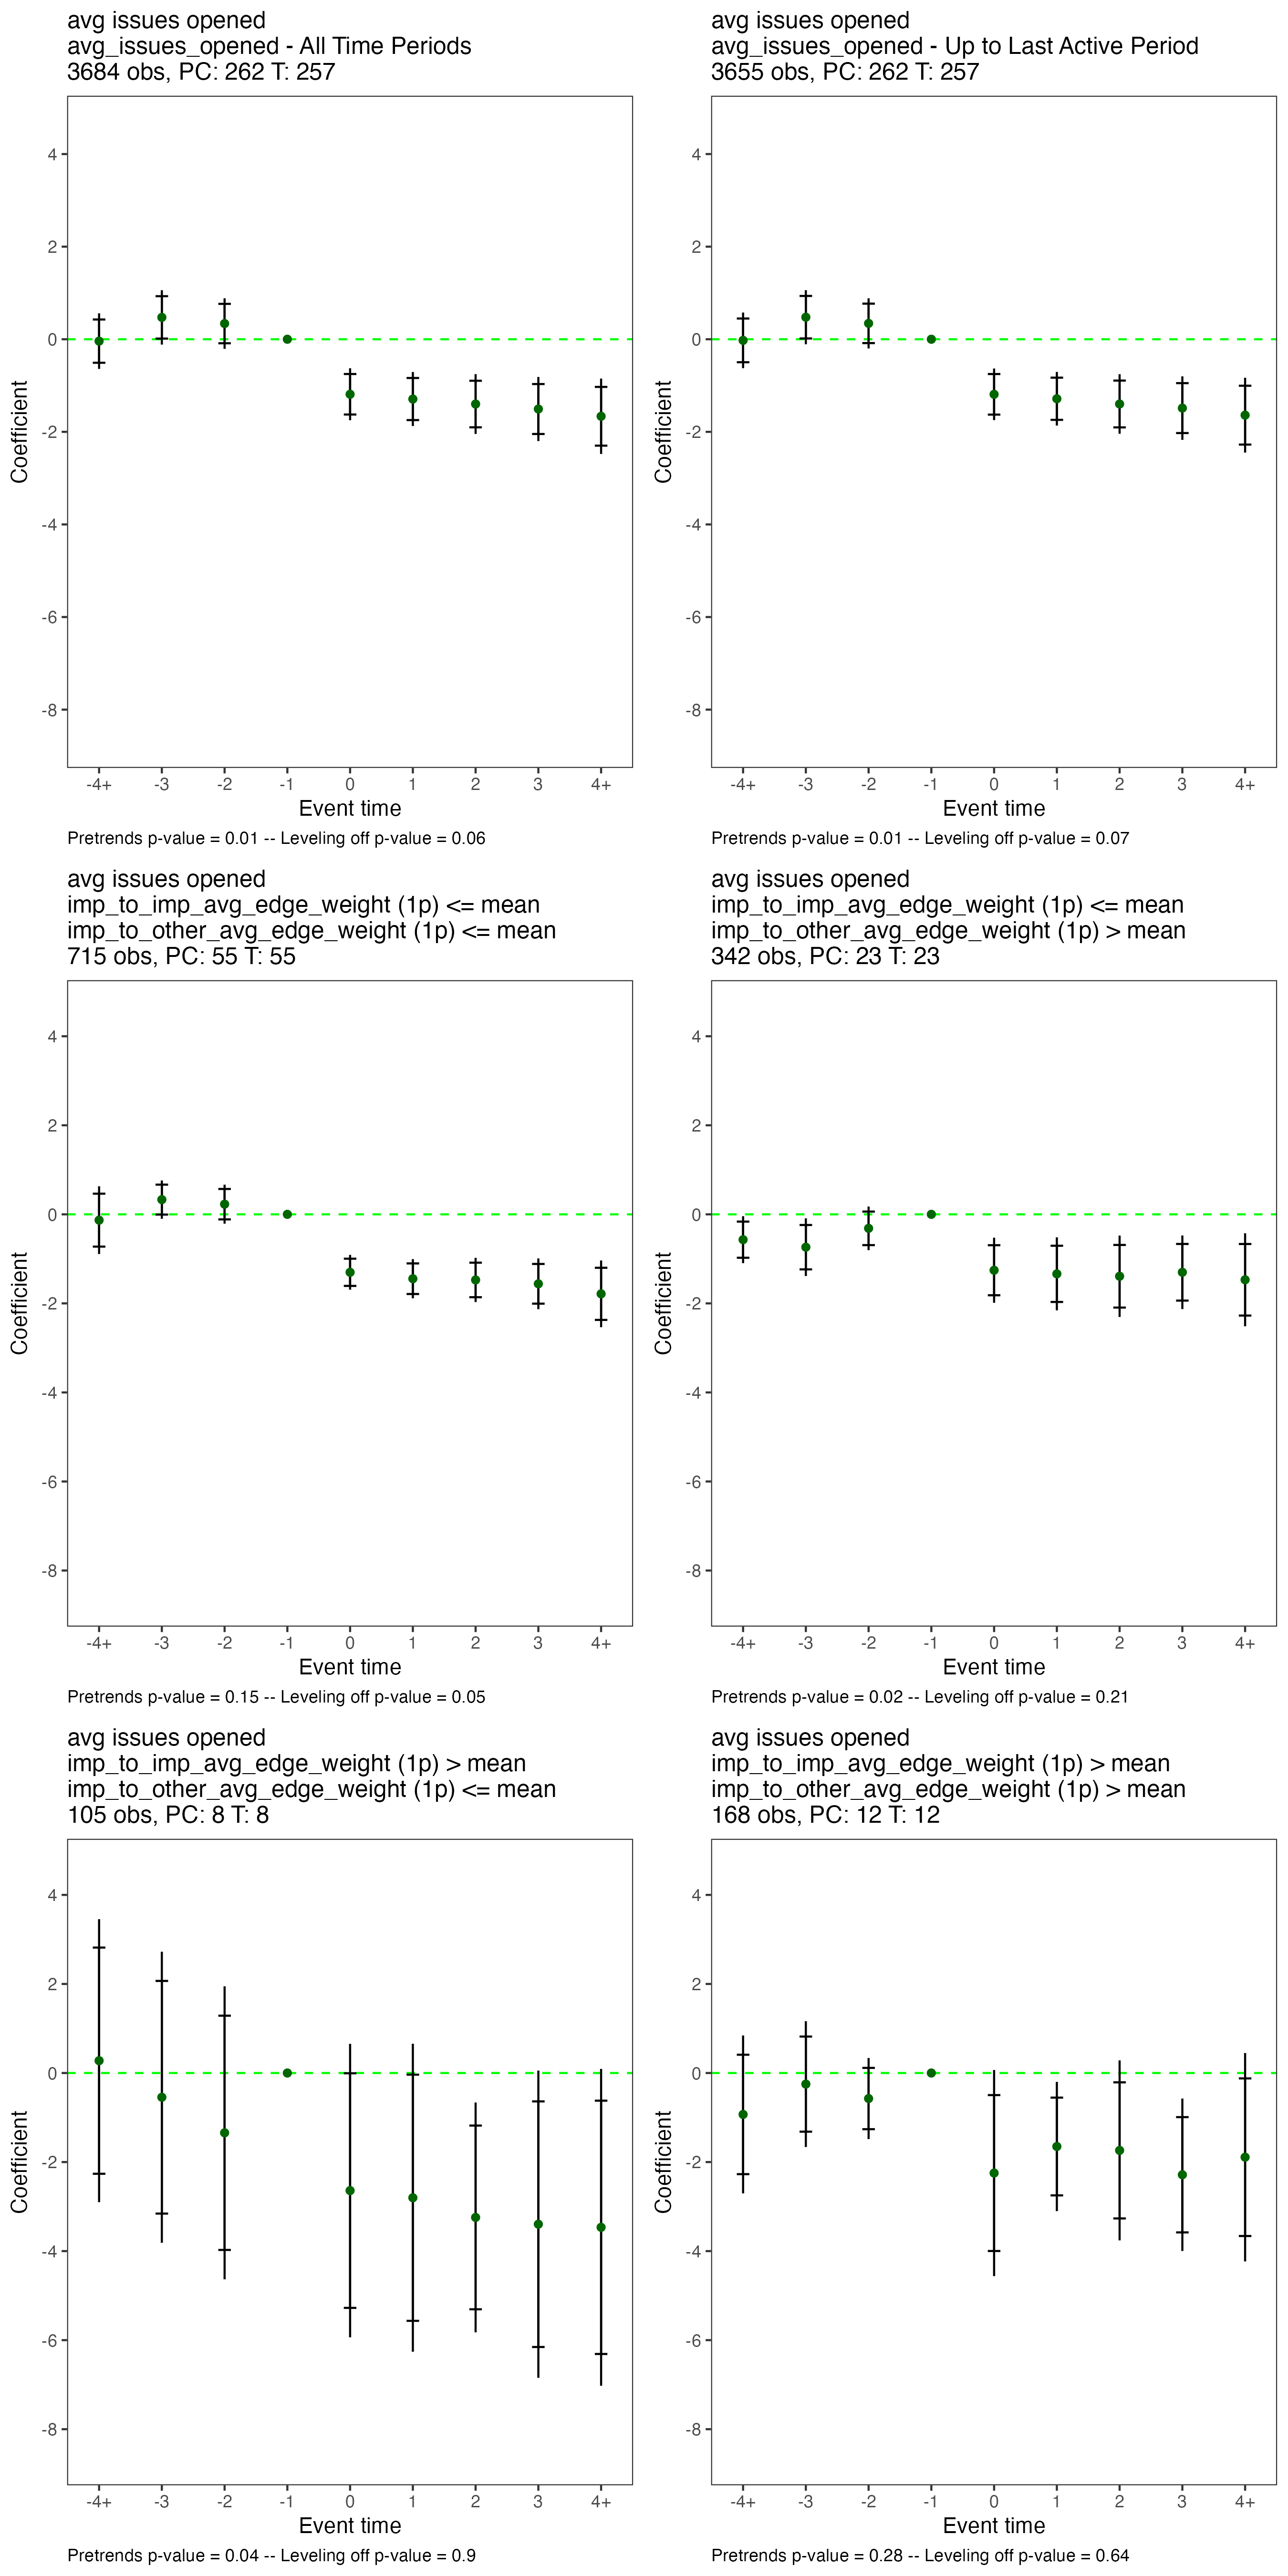 avg issues opened
avg_issues_opened - All Time Periods
3684 obs, PC: 262 T: 257
4
2
0
-2
-4
-6
-8
Coefficient
-4+ -3 -2 -1 0 1 2 3 4+
Event time
Pretrends p-value = 0.01 -- Leveling off p-value = 0.06
avg issues opened
avg_issues_opened - Up to Last Active Period
3655 obs, PC: 262 T: 257
4
2
0
-2
-4
-6
-8
Coefficient
-4+ -3 -2 -1 0 1 2 3 4+
Event time
Pretrends p-value = 0.01 -- Leveling off p-value = 0.07
avg issues opened
imp_to_imp_avg_edge_weight (1p) <= mean
imp_to_other_avg_edge_weight (1p) <= mean
715 obs, PC: 55 T: 55
4
2
0
-2
-4
-6
-8
Coefficient
-4+ -3 -2 -1 0 1 2 3 4+
Event time
Pretrends p-value = 0.15 -- Leveling off p-value = 0.05
avg issues opened
imp_to_imp_avg_edge_weight (1p) <= mean
imp_to_other_avg_edge_weight (1p) > mean
342 obs, PC: 23 T: 23
4
2
0
-2
-4
-6
-8
Coefficient
-4+ -3 -2 -1 0 1 2 3 4+
Event time
Pretrends p-value = 0.02 -- Leveling off p-value = 0.21
avg issues opened
imp_to_imp_avg_edge_weight (1p) > mean
imp_to_other_avg_edge_weight (1p) <= mean
105 obs, PC: 8 T: 8
4
2
0
-2
-4
-6
-8
Coefficient
-4+ -3 -2 -1 0 1 2 3 4+
Event time
Pretrends p-value = 0.04 -- Leveling off p-value = 0.9
avg issues opened
imp_to_imp_avg_edge_weight (1p) > mean
imp_to_other_avg_edge_weight (1p) > mean
168 obs, PC: 12 T: 12
4
2
0
-2
-4
-6
-8
Coefficient
-4+ -3 -2 -1 0 1 2 3 4+
Event time
Pretrends p-value = 0.28 -- Leveling off p-value = 0.64